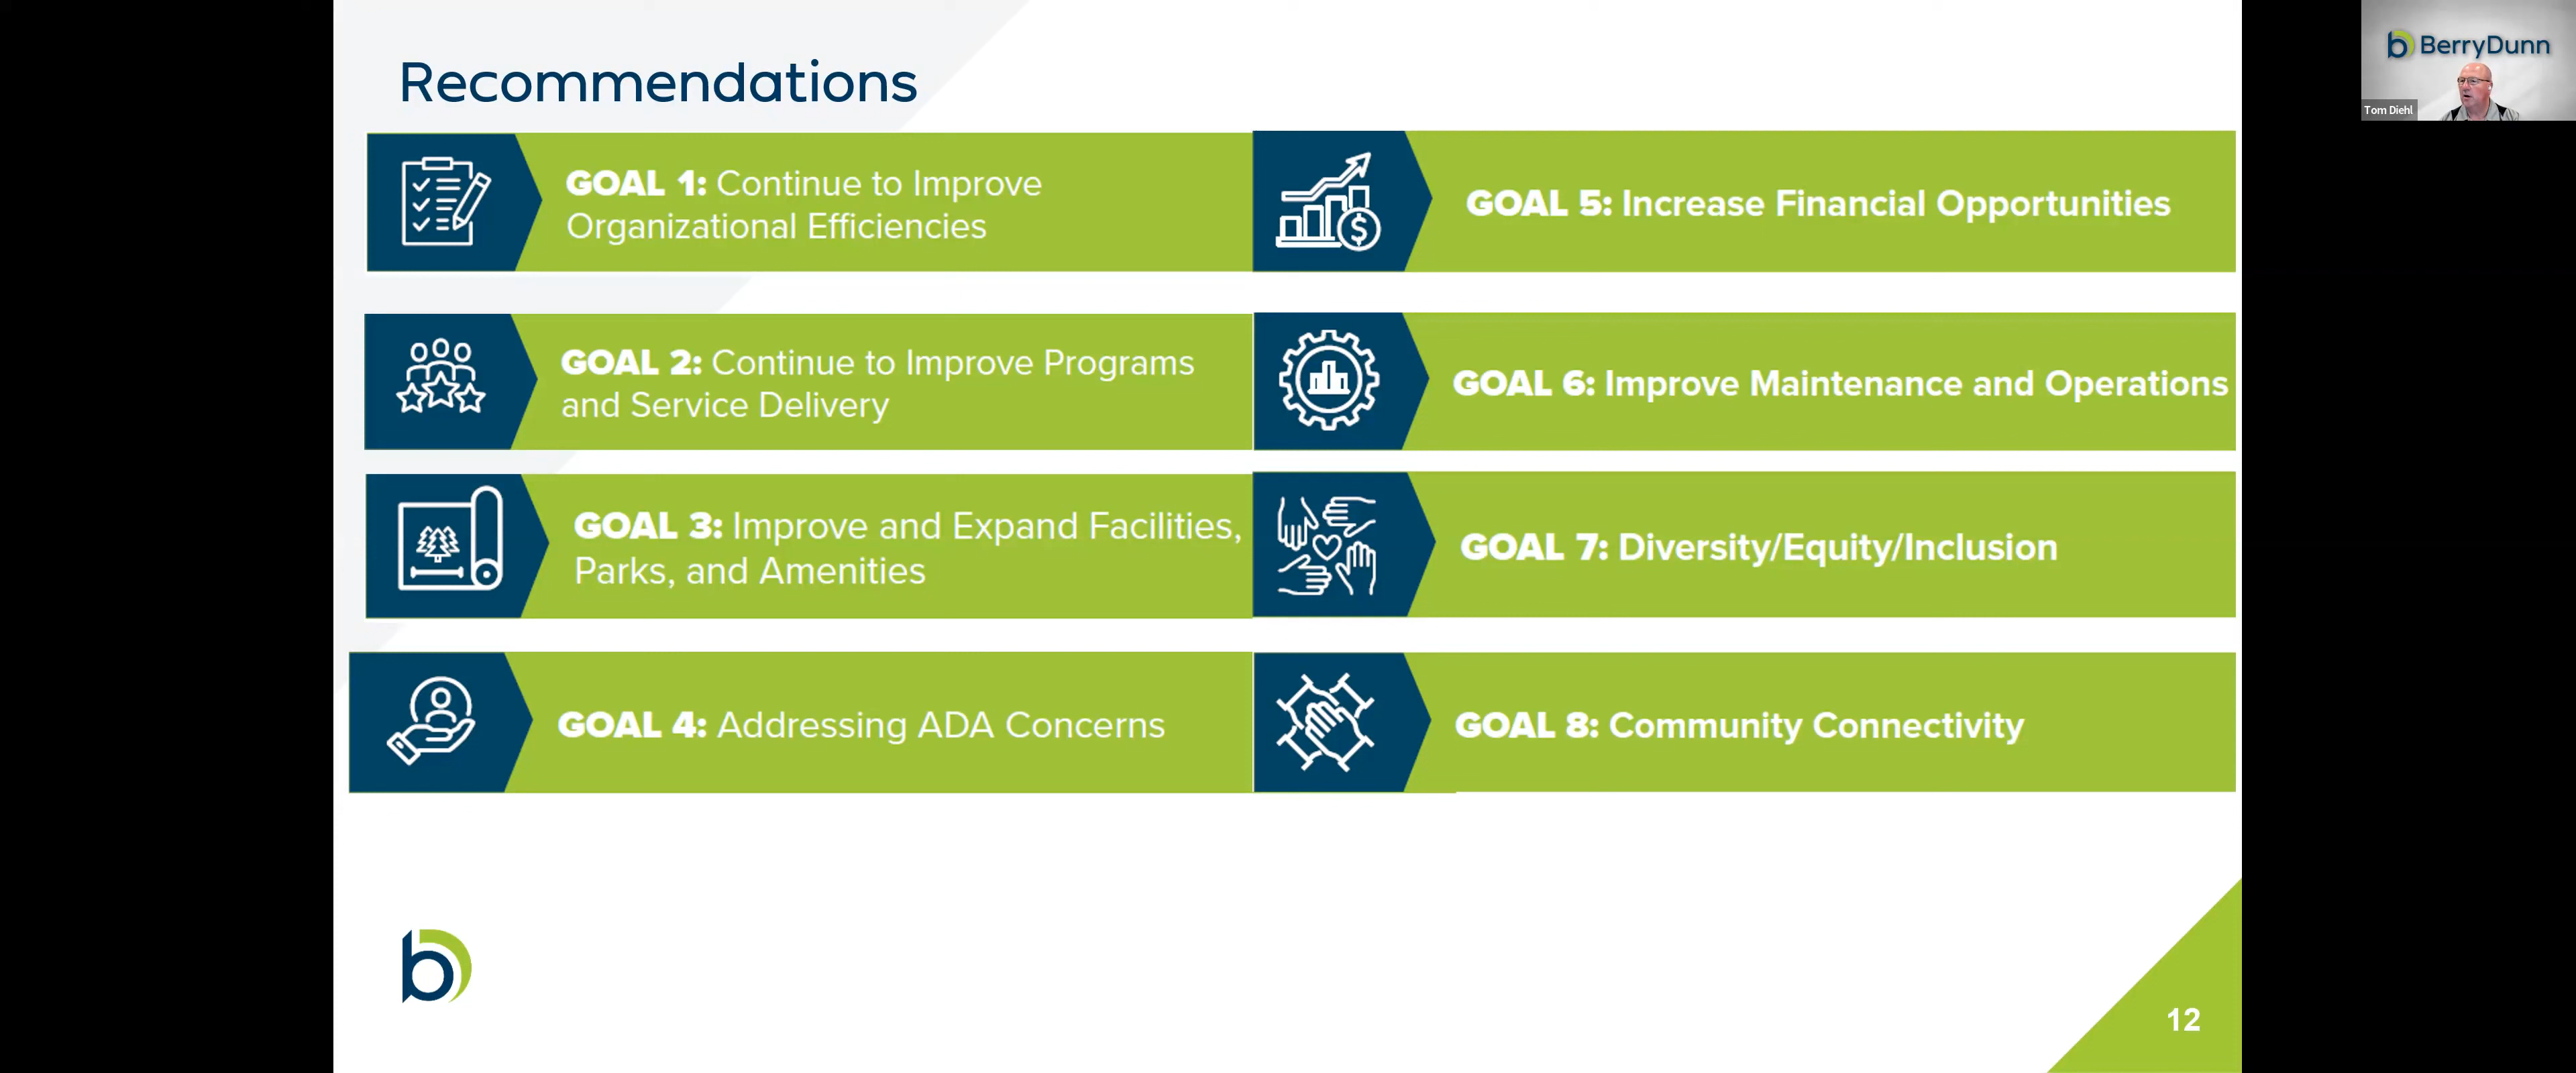 Recommendations
GOAL 1: Continue to Improve
Organizational Efficiencies
GOAL 2: Continue to Improve Programs
and Service Delivery
GOAL 3: Improve and Expand Facilities,
Parks, and Amenities
GOAL 4: Addressing ADA Concerns
GOAL 5: Increase Financial Opportunities
GOAL 6: Improve Maintenance and Operations
GOAL 7: Diversity/Equity/Inclusion
GOAL 8: Community Connectivity
b
12
b BerryDunn
Tom Diehl